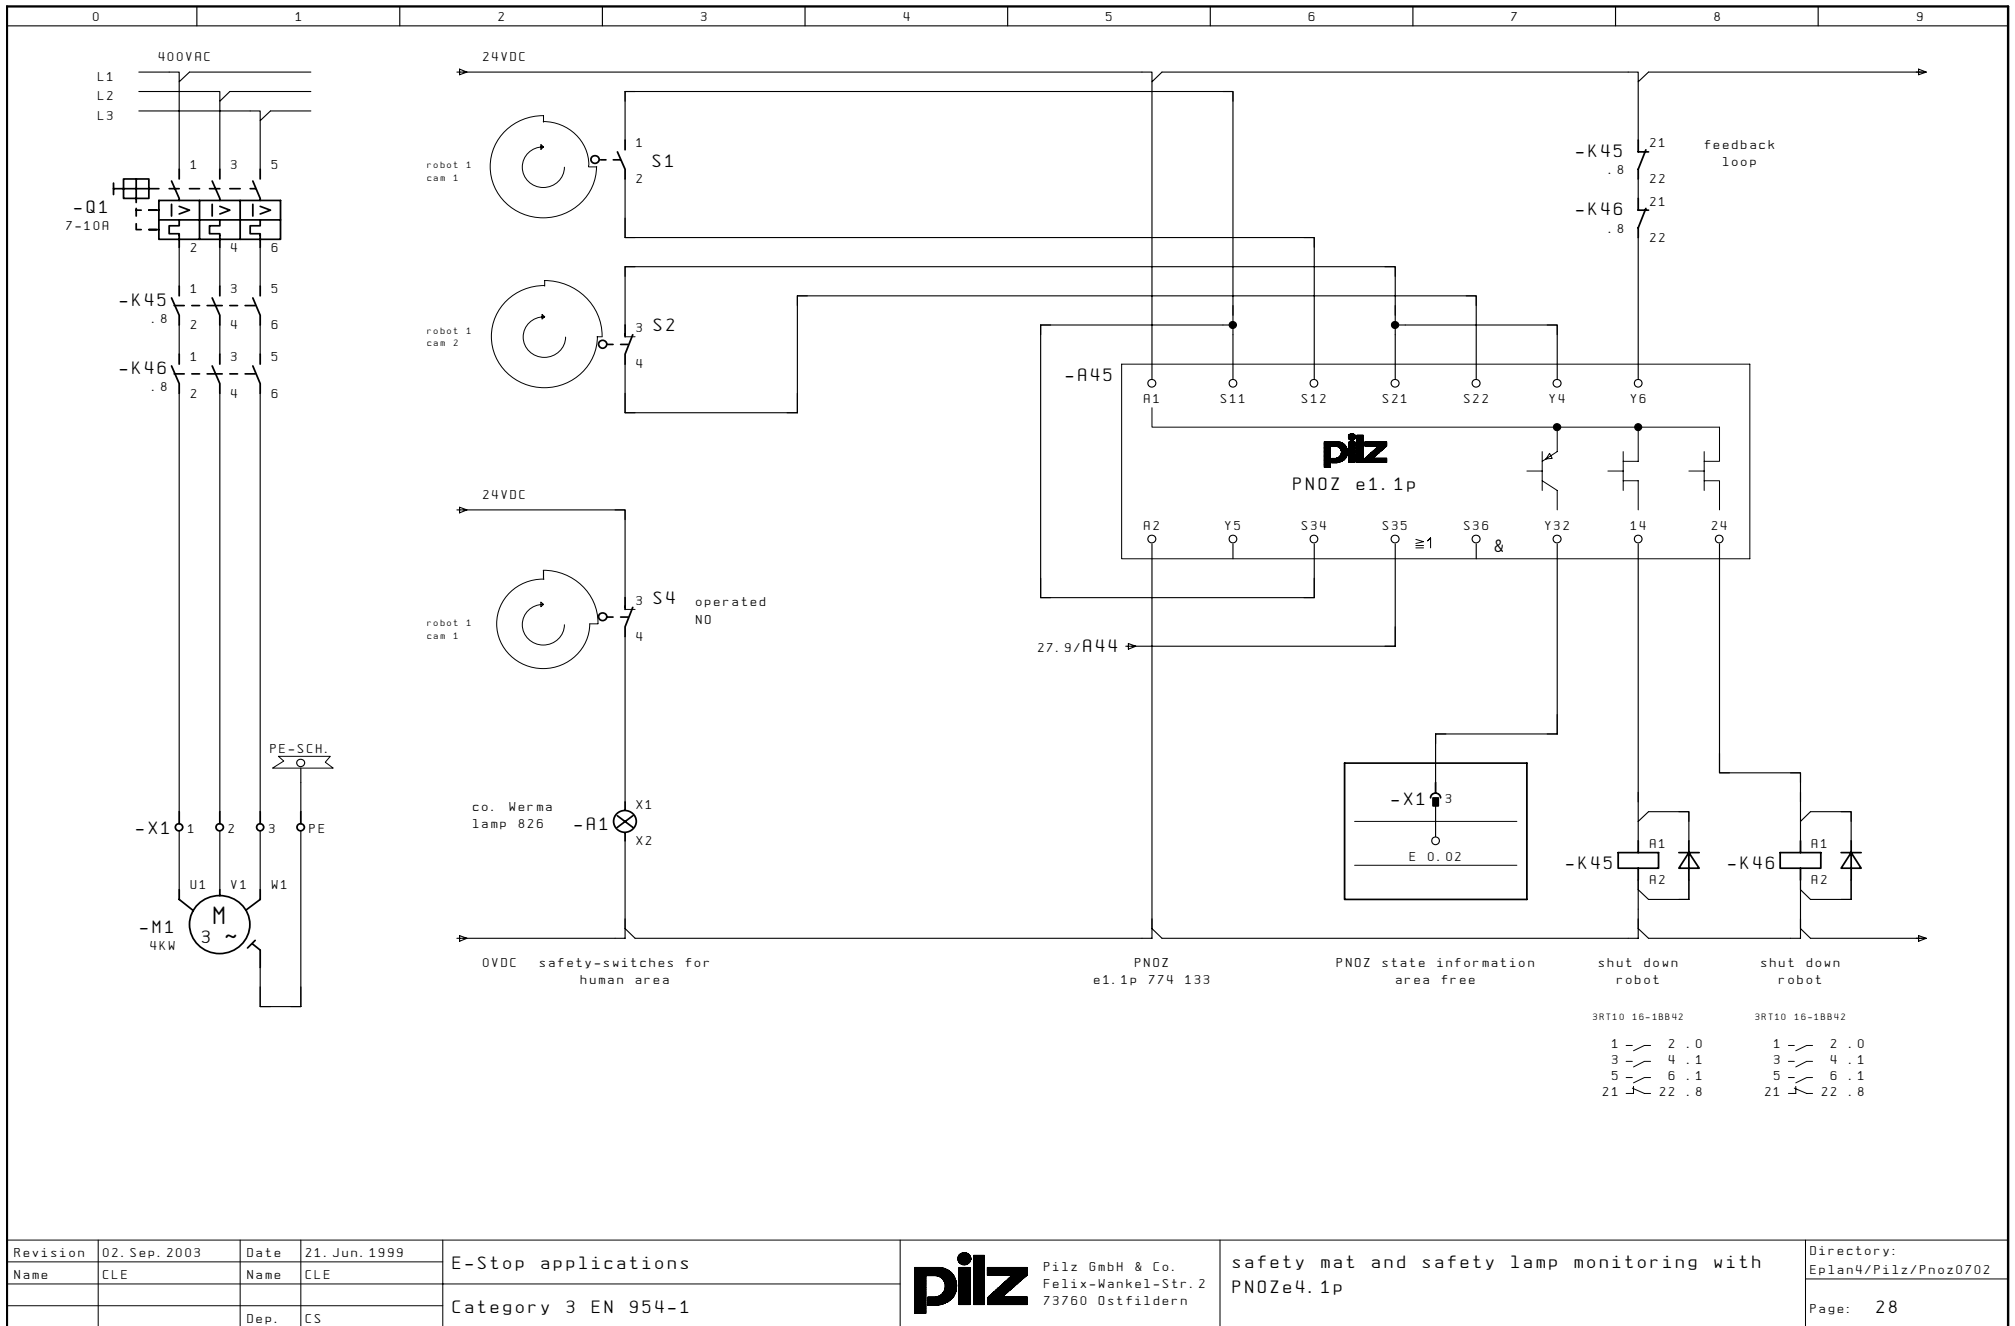 0 1 2 3 4 5 6 7 8 9
400VAC
L1
L2
L3
24VDC
robot 1
cam 1
1
S1
2
-K45
.8
21
22
feedback
loop
-K46
.8
21
22
-Q1
7-10A
1 3 5
I> I> I>
2 4 6
-K45
.8
1 3 5
2 4 6
-K46
.8
1 3 5
2 4 6
robot 1
cam 2
3 S2
4
-A45
A1 S11 S12 S21 S22 Y4 Y6
pilz
PNOZ e1.1p
A2 Y5 S34 S35 ≧1 S36 & Y32 14 24
24VDC
robot 1
cam 1
3 S4 operated
NO
4
27.9/A44
PE-SCH.
co. Werma
lamp 826
-A1
X1
X2
-X1 1 2 3 PE
U1 V1 W1
M
3 ~
-M1
4KW
-X1 3
E 0.02
-K45
A1
A2
-K46
A1
A2
0VDC
safety-switches for
human area
PNOZ
e1.1p 774 133
PNOZ state information
area free
shut down
robot
shut down
robot
3RT10 16-1BB42
1 2 .0
3 4 .1
5 6 .1
21 22 .8
3RT10 16-1BB42
1 2 .0
3 4 .1
5 6 .1
21 22 .8
Revision 02.Sep.2003 Date 21.Jun.1999
Name CLE Name CLE
Dep. CS
E-Stop applications
Category 3 EN 954-1
pilz
Pilz GmbH & Co.
Felix-Wankel-Str.2
73760 Ostfildern
safety mat and safety lamp monitoring with
PNOZe4.1p
Directory:
Eplan4/Pilz/Pnoz0702
Page: 28